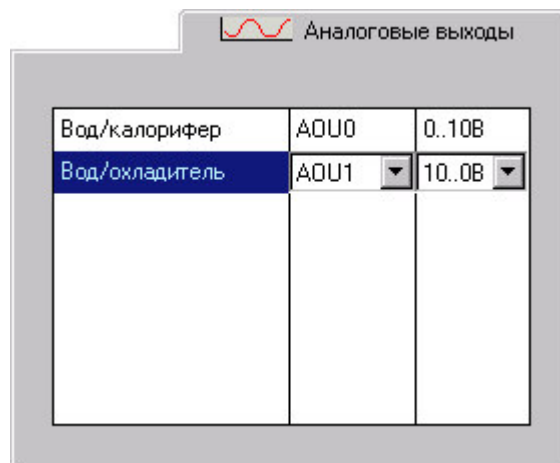 Аналоговые выходы
Вод/калорифер AOU0 0..10В
Вод/охладитель AOU1 10..0В